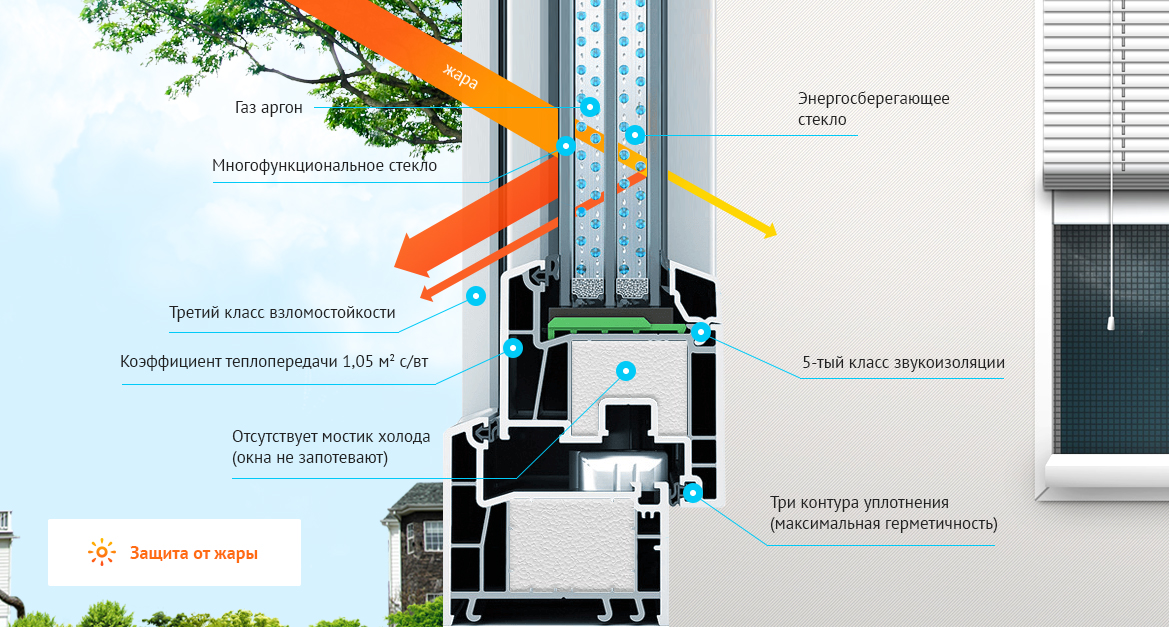 жара
Газ аргон
Энергосберегающее
стекло
Многофункциональное стекло
Третий класс взломостойкости
Коэффициент теплопередачи 1,05 м² с/вт
5-тый класс звукоизоляции
Отсутствует мостик холода
(окна не запотевают)
Три контура уплотнения
(максимальная герметичность)
Защита от жары